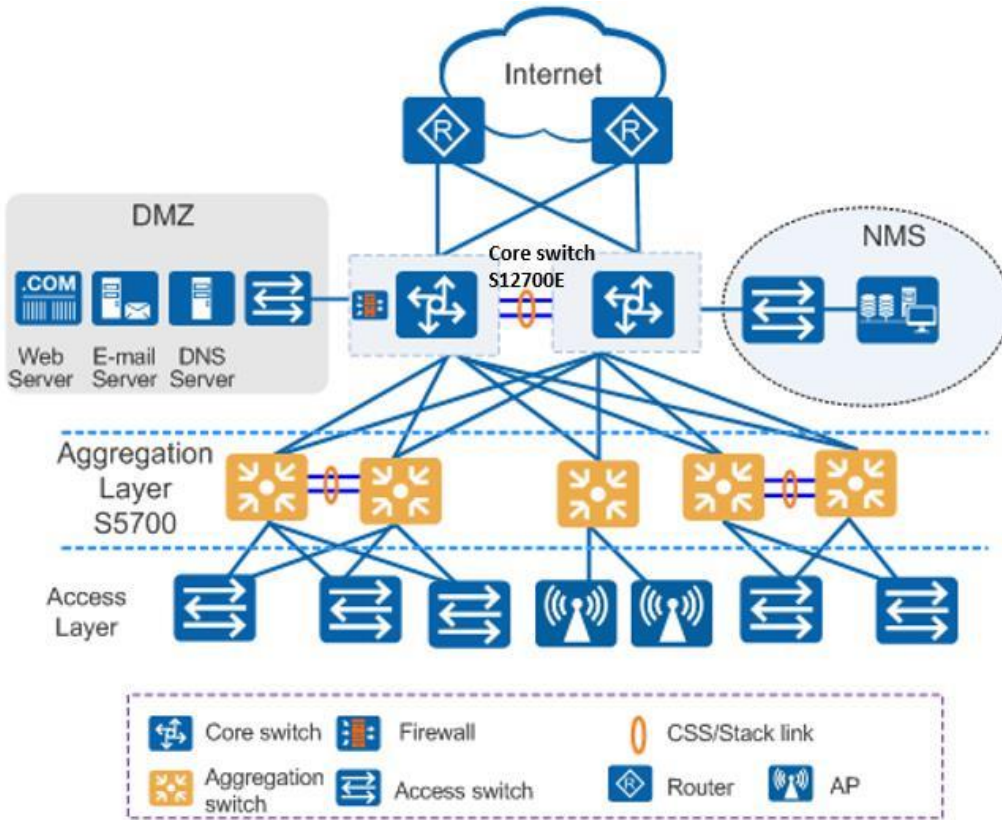 Internet
R
R
DMZ
Core switch
S12700E
NMS
.COM
Web
Server
E-mail
Server
DNS
Server
Aggregation
Layer
S5700
Access
Layer
Core switch
Firewall
CSS/Stack link
Aggregation
switch
Access switch
R
Router
AP